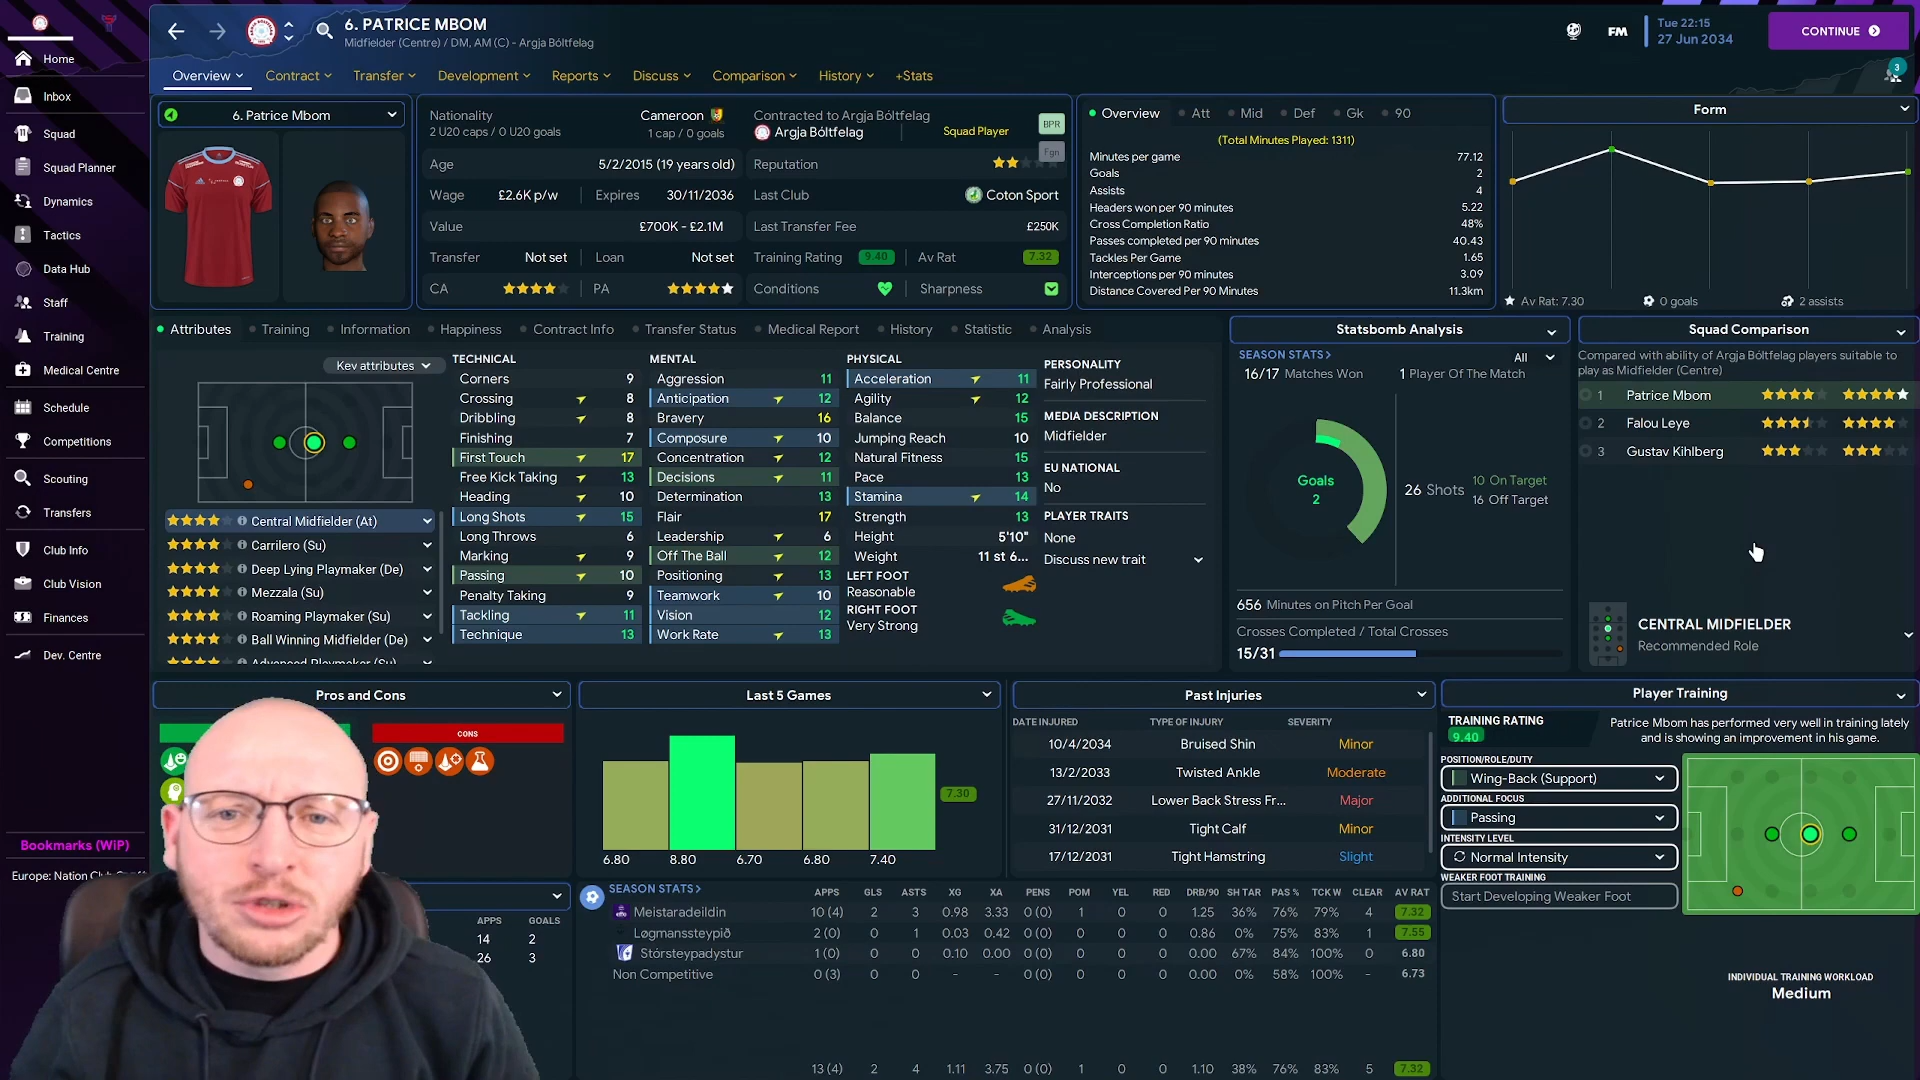 Home
Inbox
Squad
Squad Planner
Dynamics
Tactics
Data Hub
Staff
Training
Medical Centre
Schedule
Competitions
Scouting
Transfers
Club Info
Club Vision
Finances
Dev. Centre
Bookmarks (WiP)
Europe: Nation
6. PATRICE MBOM
Midfielder (Centre) / DM, AM (C) - Argja Bóltfelag
FM
Tue 22:15
27 Jun 2034
CONTINUE
3
Overview
Contract
Transfer
Development
Reports
Discuss
Comparison
History
+Stats
6. Patrice Mbom
Nationality Cameroon
2 U20 caps / 0 U20 goals 1 cap / 0 goals
Age 5/2/2015 (19 years old)
Wage £2.6K p/w Expires 30/11/2036
Value £700K - £2.1M
Transfer Not set Loan Not set
CA PA
Contracted to Argja Bóltfelag
Argja Bóltfelag Squad Player
BPR
Fgn
Reputation
Last Club Coton Sport
Last Transfer Fee £250K
Training Rating 9.40 Av Rat 7.32
Conditions Sharpness
Overview Att Mid Def Gk 90
(Total Minutes Played: 1311)
Minutes per game 77.12
Goals 2
Assists 4
Headers won per 90 minutes 5.22
Cross Completion Ratio 48%
Passes completed per 90 minutes 40.43
Tackles Per Game 1.65
Interceptions per 90 minutes 3.09
Distance Covered Per 90 Minutes 11.3km
Form
Av Rat: 7.30 0 goals 2 assists
Attributes Training Information Happiness Contract Info Transfer Status Medical Report History Statistic Analysis
Key attributes
Central Midfielder (At)
Carrilero (Su)
Deep Lying Playmaker (De)
Mezzala (Su)
Roaming Playmaker (Su)
Ball Winning Midfielder (De)
Advanced Playmaker (Su)
TECHNICAL
Corners 9
Crossing 8
Dribbling 8
Finishing 7
First Touch 17
Free Kick Taking 13
Heading 10
Long Shots 15
Long Throws 6
Marking 9
Passing 10
Penalty Taking 9
Tackling 11
Technique 13
MENTAL
Aggression 11
Anticipation 12
Bravery 16
Composure 10
Concentration 12
Decisions 11
Determination 13
Flair 17
Leadership 6
Off The Ball 12
Positioning 13
Teamwork 10
Vision 12
Work Rate 13
PHYSICAL
Acceleration 11
Agility 12
Balance 15
Jumping Reach 10
Natural Fitness 15
Pace 13
Stamina 14
Strength 13
Height 5'10"
Weight 11 st 6...
LEFT FOOT
Reasonable
RIGHT FOOT
Very Strong
PERSONALITY
Fairly Professional
MEDIA DESCRIPTION
Midfielder
EU NATIONAL
No
PLAYER TRAITS
None
Discuss new trait
Statsbomb Analysis
SEASON STATS> All
16/17 Matches Won 1 Player Of The Match
Goals
2
26 Shots
10 On Target
16 Off Target
656 Minutes on Pitch Per Goal
Crosses Completed / Total Crosses
15/31
Squad Comparison
Compared with ability of Argja Bóltfelag players suitable to
play as Midfielder (Centre)
1 Patrice Mbom
2 Falou Leye
3 Gustav Kihlberg
CENTRAL MIDFIELDER
Recommended Role
Pros and Cons
CONS
APPS GOALS
14 2
26 3
Last 5 Games
6.80 8.80 6.70 6.80 7.40
7.30
Past Injuries
DATE INJURED TYPE OF INJURY SEVERITY
10/4/2034 Bruised Shin Minor
13/2/2033 Twisted Ankle Moderate
27/11/2032 Lower Back Stress Fr... Major
31/12/2031 Tight Calf Minor
17/12/2031 Tight Hamstring Slight
SEASON STATS> APPS GLS ASTS XG XA PENS POM YEL RED DRB/90 SH TAR PAS % TCK W CLEAR AV RAT
Meistaradeildin 10 (4) 2 3 0.98 3.33 0 (0) 1 0 0 1.25 36% 76% 79% 4 7.32
Løgmanssteypið 2 (0) 0 1 0.03 0.42 0 (0) 0 0 0 0.86 0% 75% 83% 1 7.55
Stórsteypadystur 1 (0) 0 0 0.10 0.00 0 (0) 0 0 0 0.00 67% 84% 100% 0 6.80
Non Competitive 0 (3) 0 0 - - 0 (0) 0 0 0 0.00 0% 58% 100% - 6.73
13 (4) 2 4 1.11 3.75 0 (0) 1 0 0 1.10 38% 76% 83% 5 7.32
Player Training
TRAINING RATING
9.40
Patrice Mbom has performed very well in training lately
and is showing an improvement in his game.
POSITION/ROLE/DUTY
Wing-Back (Support)
ADDITIONAL FOCUS
Passing
INTENSITY LEVEL
Normal Intensity
WEAKER FOOT TRAINING
Start Developing Weaker Foot
INDIVIDUAL TRAINING WORKLOAD
Medium